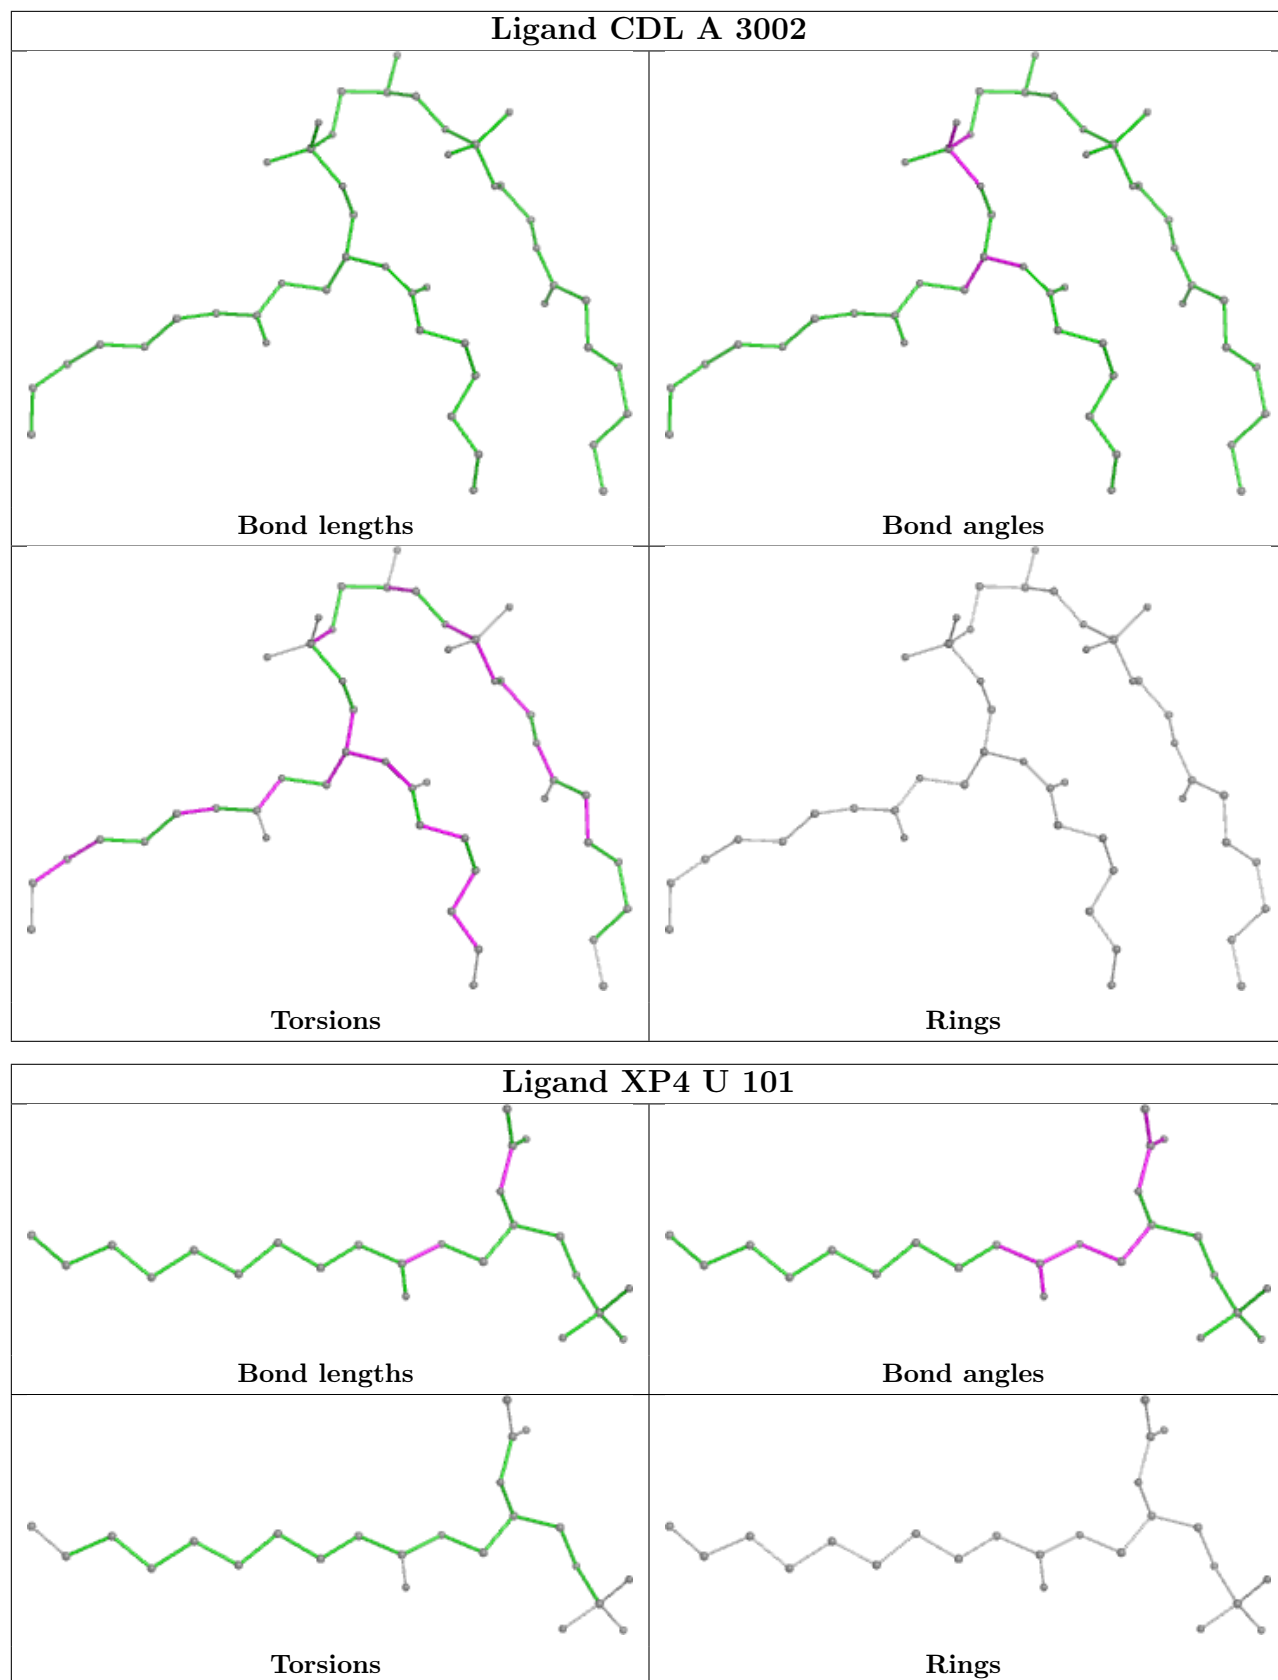 Ligand CDL A 3002
Bond lengths
Bond angles
Torsions
Rings
Ligand XP4 U 101
Bond lengths
Bond angles
Torsions
Rings